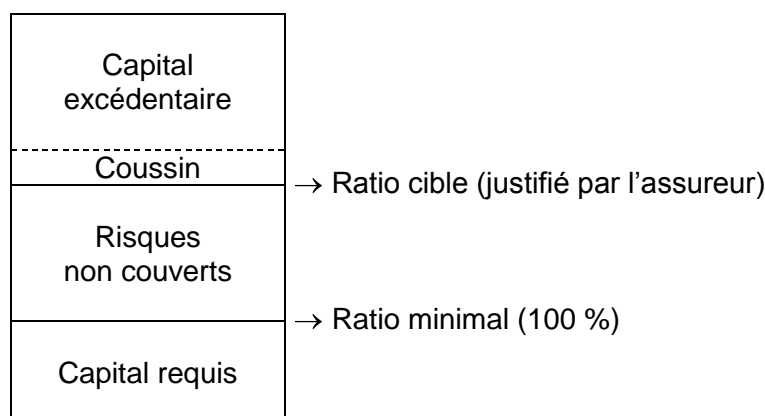 Capital
excédentaire
Coussin
→ Ratio cible (justifié par l’assureur)
Risques
non couverts
→ Ratio minimal (100 %)
Capital requis